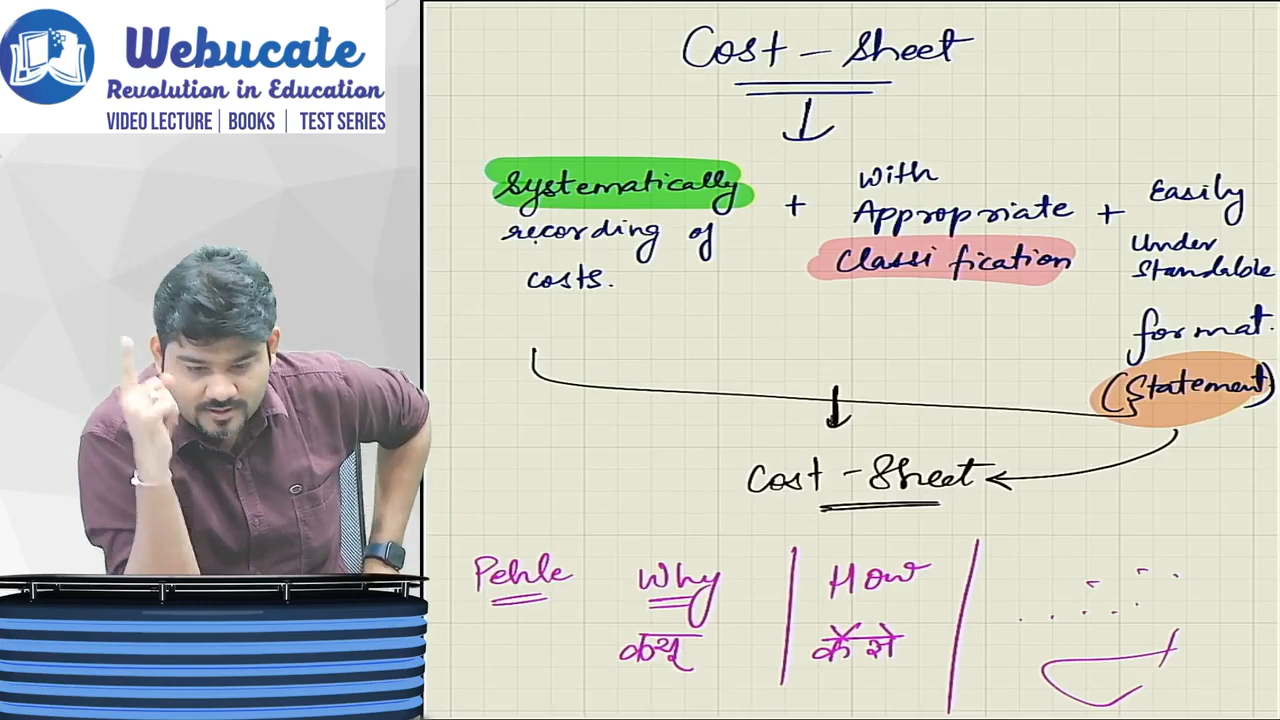 Webucate
Revolution in Education
VIDEO LECTURE | BOOKS | TEST SERIES
Cost - Sheet
Systematically
recording of
costs.
+
with
Appropriate
Classification
+
Easily
Under
standable
format.
(Statement)
Cost - Sheet
Pehle Why
क्यू
How
कैसे